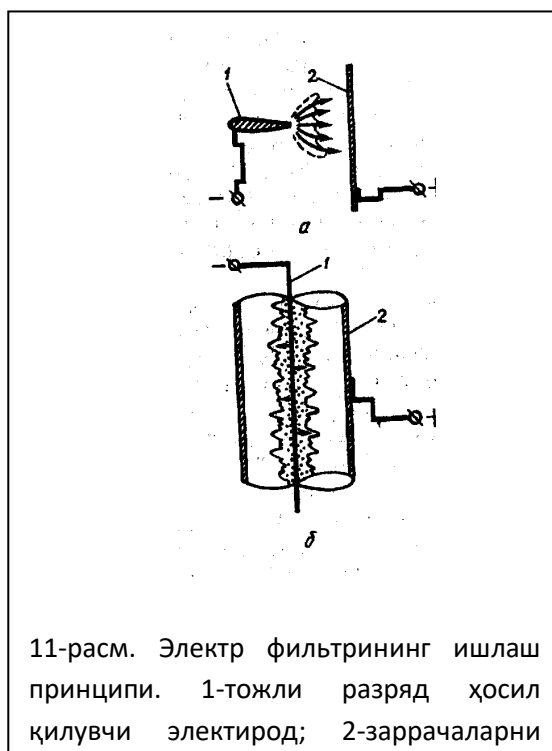 1
2
−
+
а
−
1
2
+
б
11-расм. Электр фильтрининг ишлаш
принципи. 1-тожли разряд ҳосил
қилувчи электирод; 2-заррачаларни